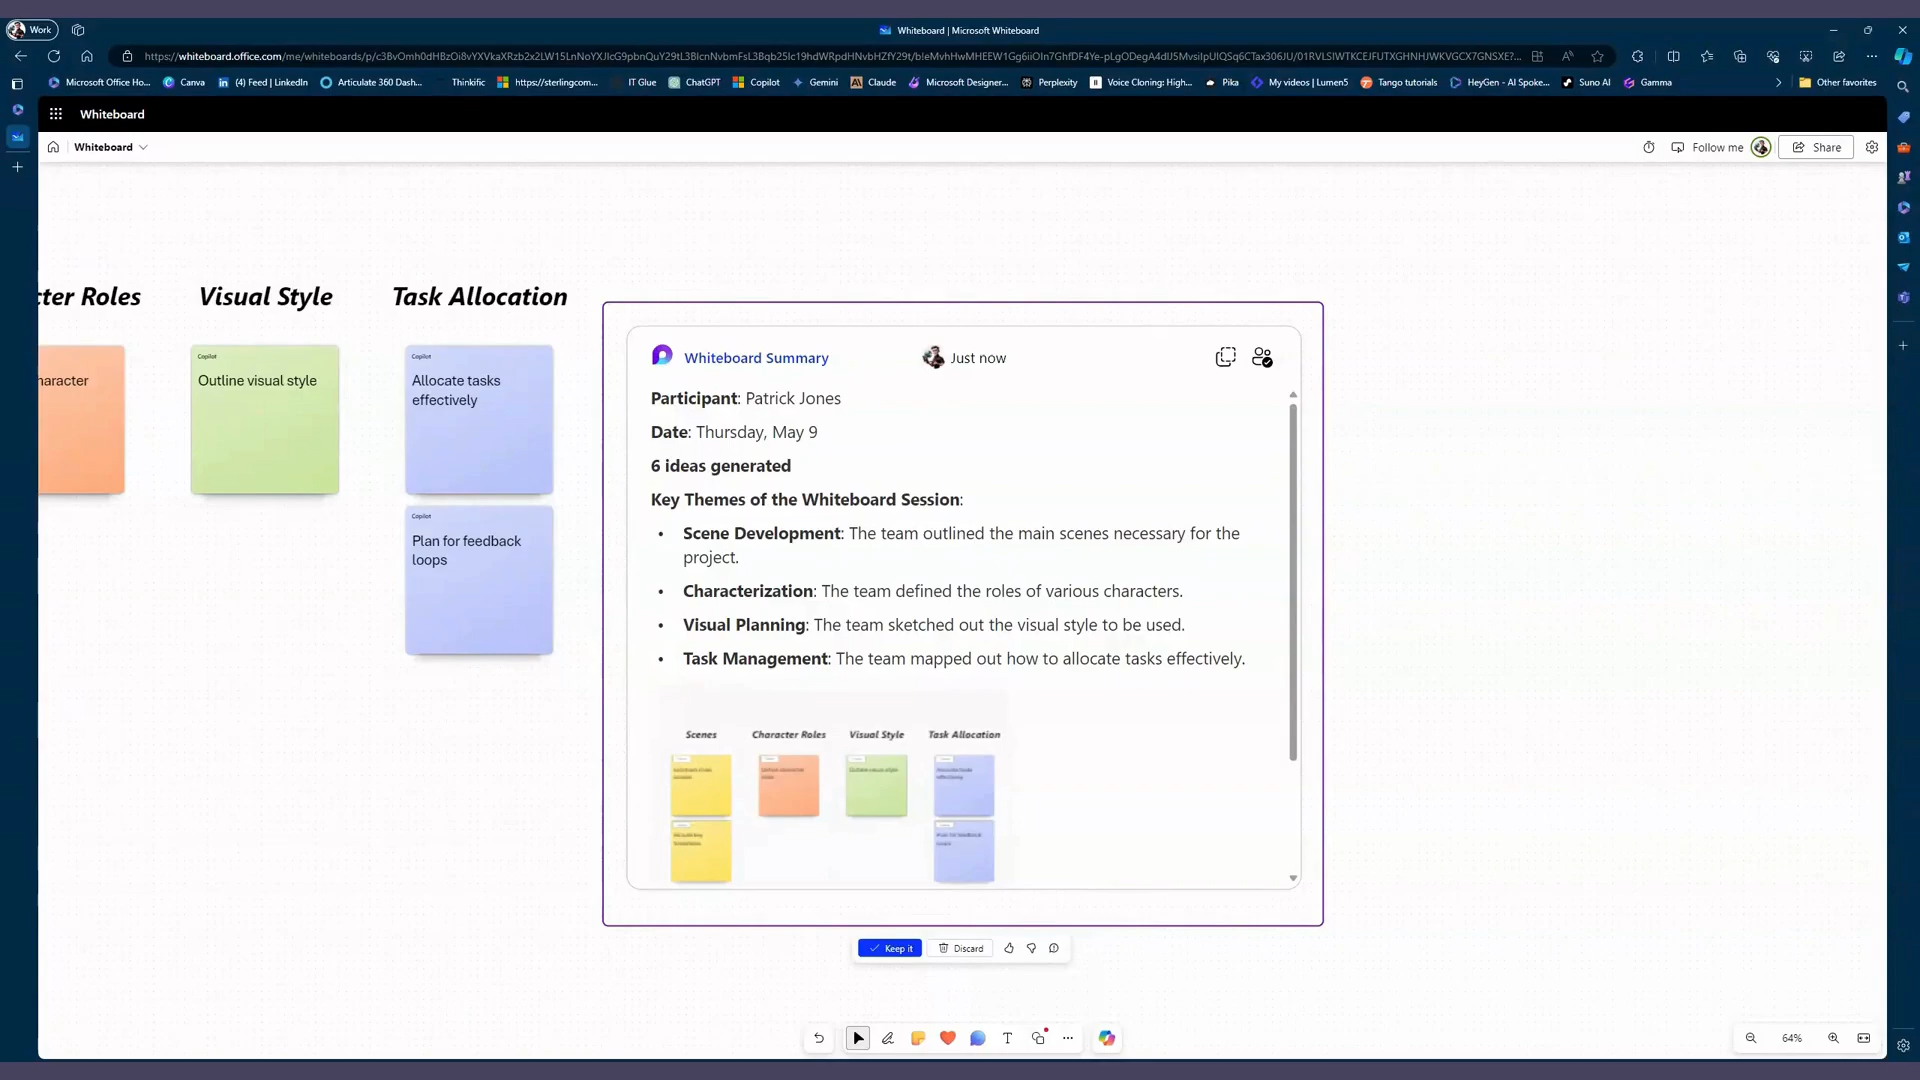 Work
Whiteboard | Microsoft Whiteboard
Microsoft Office Ho...
Canva
(4) Feed | LinkedIn
Articulate 360 Dash...
Thinkific
https://sterlingcom...
IT Glue
ChatGPT
Copilot
Gemini
Claude
Microsoft Designer...
Perplexity
Voice Cloning: High...
Pika
My videos | Lumen5
Tango tutorials
HeyGen - AI Spoke...
Suno AI
Gamma
Other favorites
Whiteboard
Whiteboard
Follow me
Share
cter Roles
Visual Style
Task Allocation
haracter
Copilot
Outline visual style
Copilot
Allocate tasks
effectively
Copilot
Plan for feedback
loops
Whiteboard Summary
Just now
Participant: Patrick Jones
Date: Thursday, May 9
6 ideas generated
Key Themes of the Whiteboard Session:
• Scene Development: The team outlined the main scenes necessary for the
project.
• Characterization: The team defined the roles of various characters.
• Visual Planning: The team sketched out the visual style to be used.
• Task Management: The team mapped out how to allocate tasks effectively.
Scenes
Character Roles
Visual Style
Task Allocation
Keep it
Discard
64%